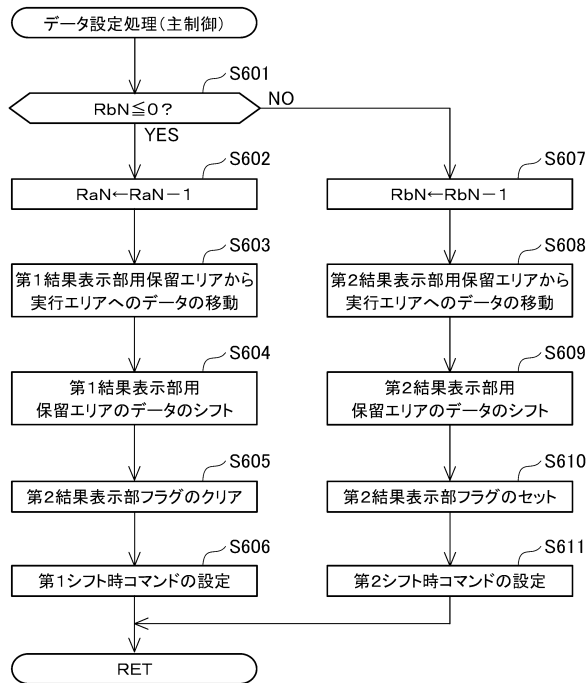 データ設定処理(主制御)
S601
RbN≦0?
NO
YES
S602
RaN←RaN−1
S603
第1結果表示部用保留エリアから
実行エリアへのデータの移動
S604
第1結果表示部用
保留エリアのデータのシフト
S605
第2結果表示部フラグのクリア
S606
第1シフト時コマンドの設定
S607
RbN←RbN−1
S608
第2結果表示部用保留エリアから
実行エリアへのデータの移動
S609
第2結果表示部用
保留エリアのデータのシフト
S610
第2結果表示部フラグのセット
S611
第2シフト時コマンドの設定
RET